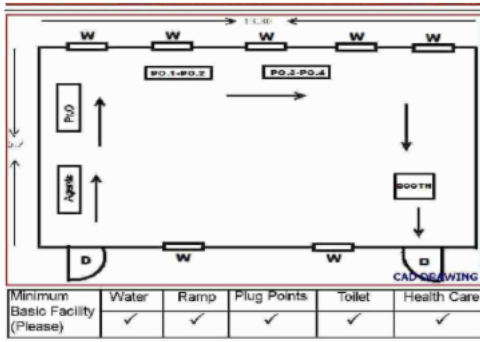 W W W W W
PO.1-PO.2 PO.3-PO.4
PrO
Agents
BOOTH
D W W D
CAD DRAWING
Minimum Basic Facility (Please) Water Ramp Plug Points Toilet Health Care
✓ ✓ ✓ ✓ ✓